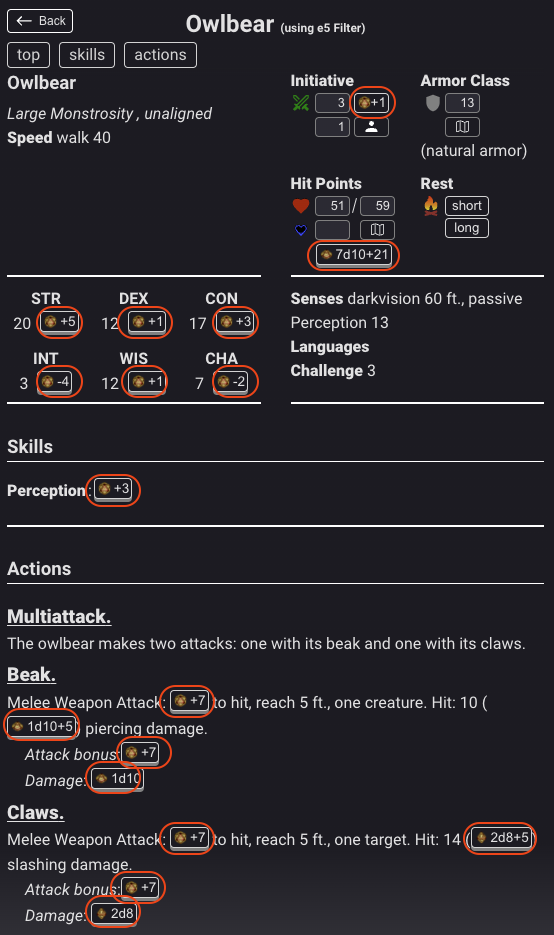 Back
Owlbear (using e5 Filter)
top skills actions
Owlbear
Large Monstrosity , unaligned
Speed walk 40
Initiative
3 +1
1
Armor Class
13
(natural armor)
Hit Points
51 / 59
7d10+21
Rest
short
long
STR DEX CON
20 +5 12 +1 17 +3
INT WIS CHA
3 -4 12 +1 7 -2
Senses darkvision 60 ft., passive
Perception 13
Languages
Challenge 3
Skills
Perception: +3
Actions
Multiattack.
The owlbear makes two attacks: one with its beak and one with its claws.
Beak.
Melee Weapon Attack: +7 to hit, reach 5 ft., one creature. Hit: 10 (
1d10+5) piercing damage.
Attack bonus: +7
Damage: 1d10
Claws.
Melee Weapon Attack: +7 to hit, reach 5 ft., one target. Hit: 14 ( 2d8+5)
slashing damage.
Attack bonus: +7
Damage: 2d8